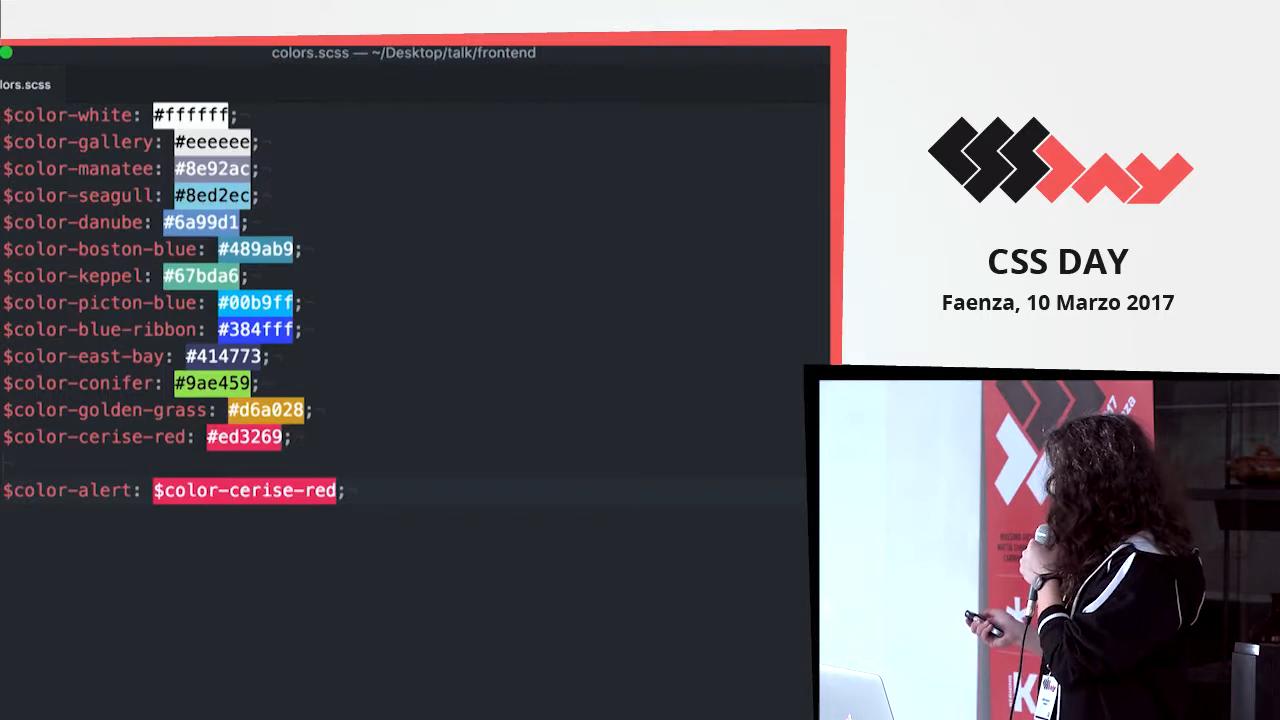 colors.scss — ~/Desktop/talk/frontend
lors.scss
$color-white: #ffffff;
$color-gallery: #eeeeee;
$color-manatee: #8e92ac;
$color-seagull: #8ed2ec;
$color-danube: #6a99d1;
$color-boston-blue: #489ab9;
$color-keppel: #67bda6;
$color-picton-blue: #00b9ff;
$color-blue-ribbon: #384fff;
$color-east-bay: #414773;
$color-conifer: #9ae459;
$color-golden-grass: #d6a028;
$color-cerise-red: #ed3269;
$color-alert: $color-cerise-red;
CSS DAY
CSS DAY
Faenza, 10 Marzo 2017